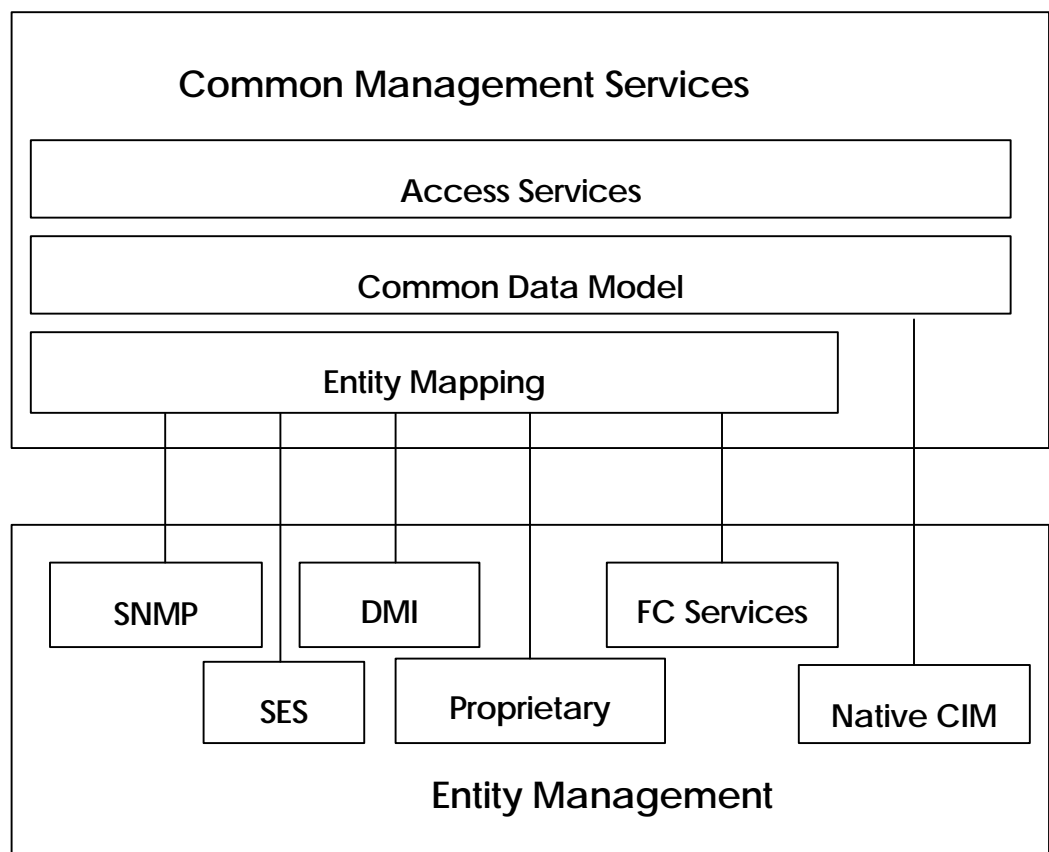 Common Management Services
Access Services
Common Data Model
Entity Mapping
SNMP
DMI
FC Services
SES
Proprietary
Native CIM
Entity Management